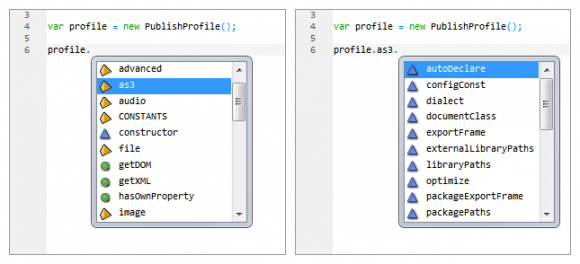 3
4 var profile = new PublishProfile();
5
6 profile.
advanced
as3
audio
CONSTANTS
constructor
file
getDOM
getXML
hasOwnProperty
image
3
4 var profile = new PublishProfile();
5
6 profile.as3.
autoDeclare
configConst
dialect
documentClass
exportFrame
externalLibraryPaths
libraryPaths
optimize
packageExportFrame
packagePaths